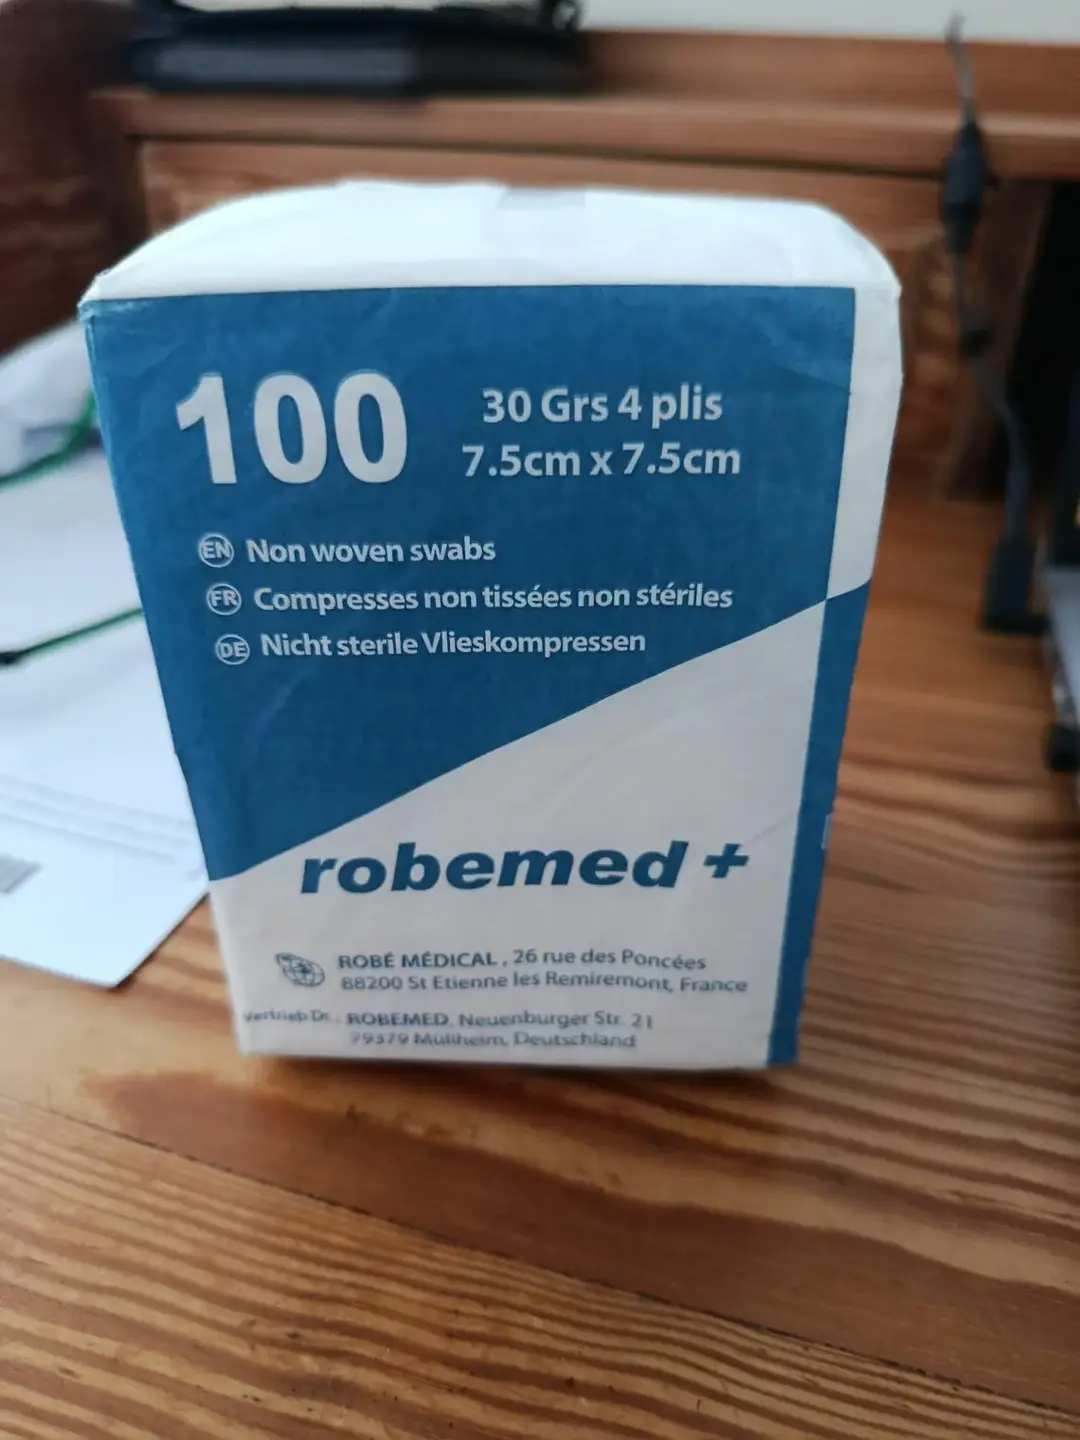 100
30 Grs 4 plis
7.5cm x 7.5cm
EN Non woven swabs
FR Compresses non tissées non stériles
DE Nicht sterile Vlieskompressen
robemed +
ROBÉ MÉDICAL , 26 rue des Poncées
88200 St Etienne les Remiremont, France
Vertrieb Dt.: ROBEMED, Neuenburger Str. 21
79379 Müllheim, Deutschland